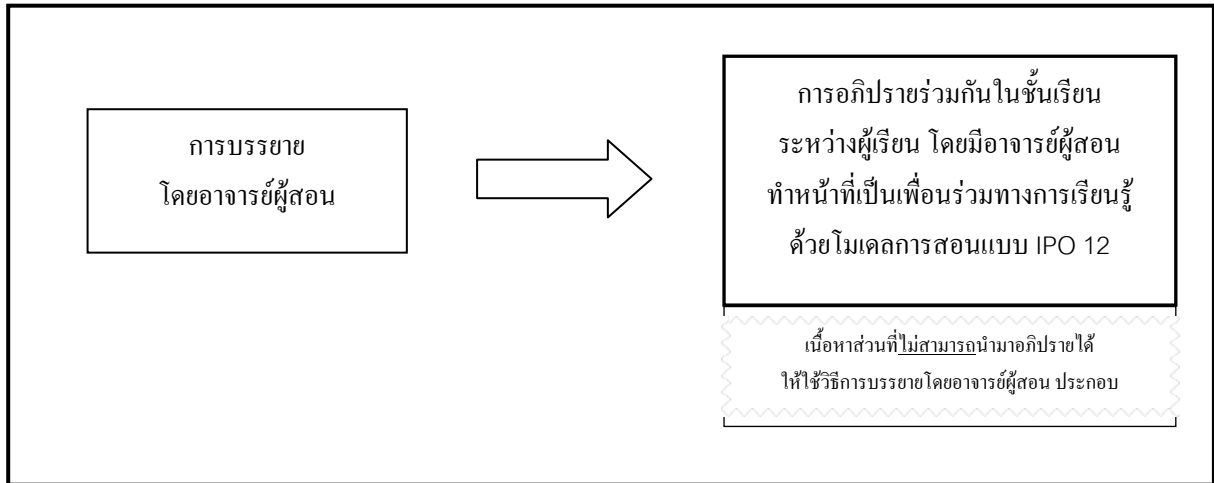 การบรรยาย
โดยอาจารย์ผู้สอน
การอภิปรายร่วมกันในชั้นเรียน
ระหว่างผู้เรียน โดยมีอาจารย์ผู้สอน
ทำหน้าที่เป็นเพื่อนร่วมทางการเรียนรู้
ด้วยโมเดลการสอนแบบ IPO 12
เนื้อหาส่วนที่ไม่สามารถนำมาอภิปรายได้
ให้ใช้วิธีการบรรยายโดยอาจารย์ผู้สอน ประกอบ